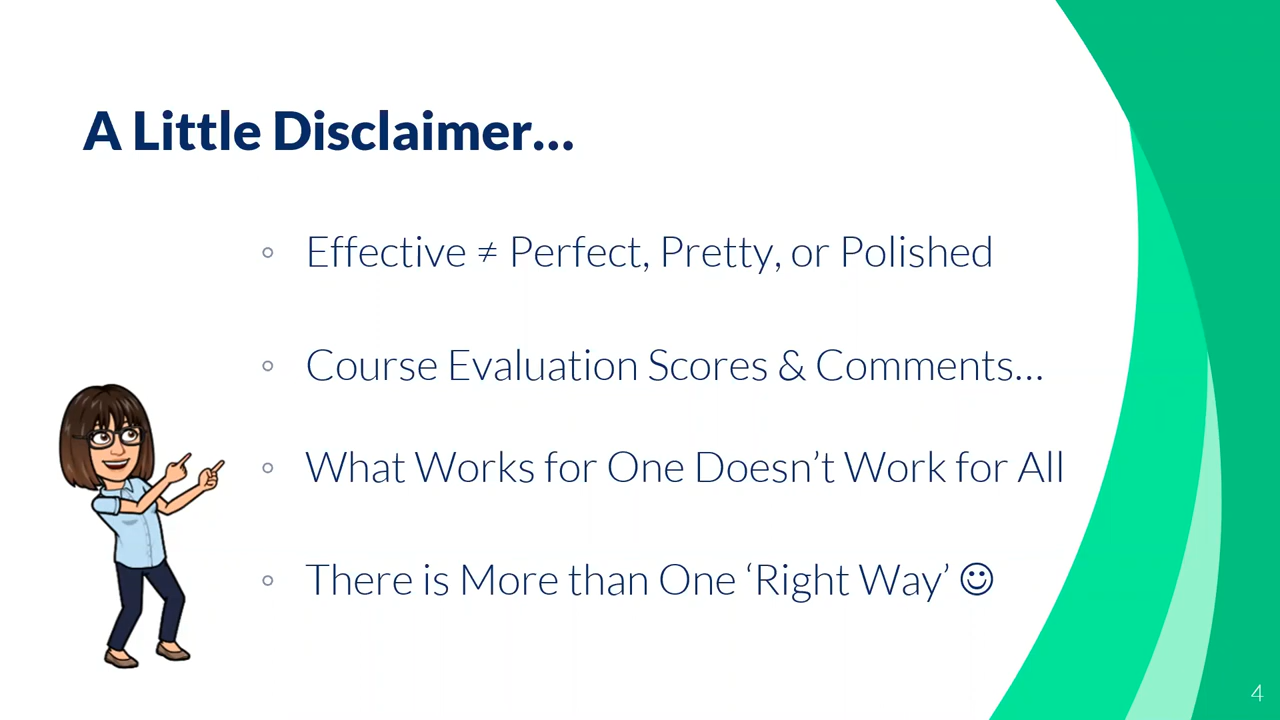 A Little Disclaimer...
◦ Effective ≠ Perfect, Pretty, or Polished
◦ Course Evaluation Scores & Comments...
◦ What Works for One Doesn’t Work for All
◦ There is More than One ‘Right Way’ ☺
4